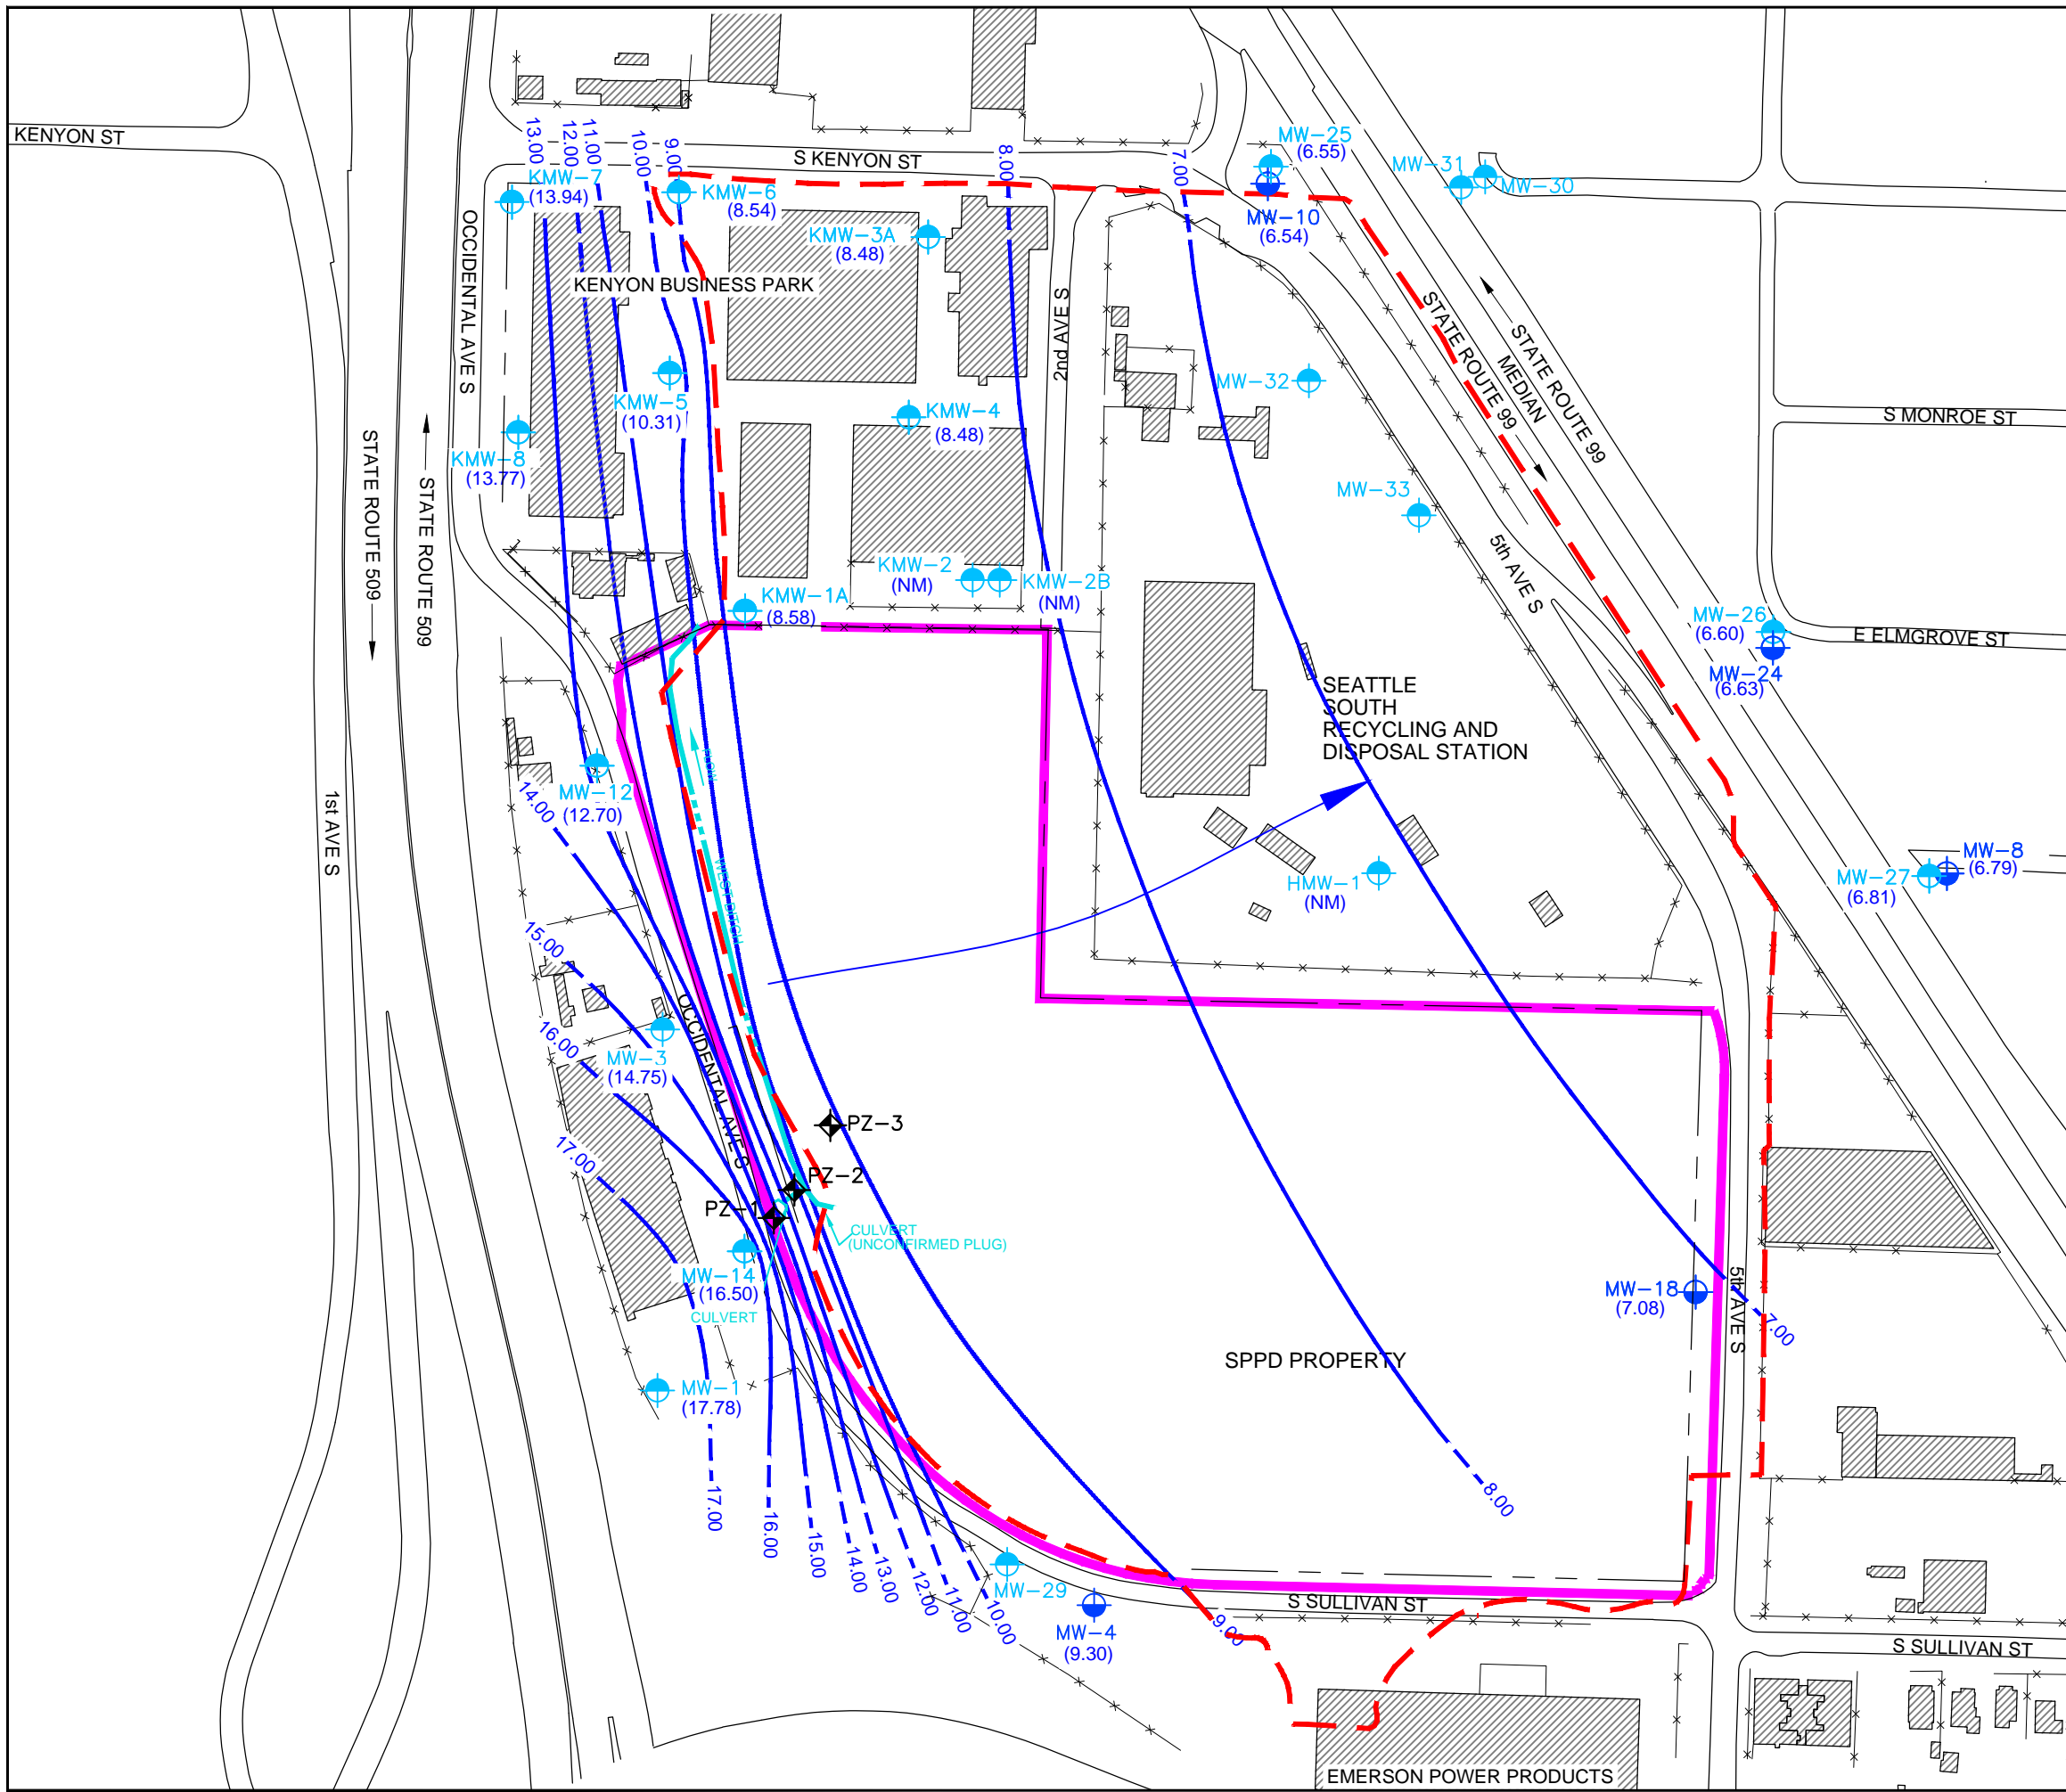 KENYON ST
S KENYON ST
13.00
12.00
11.00
10.00
9.00
8.00
7.00
MW-25
(6.55)
MW-10
(6.54)
MW-31
MW-30
KMW-7
(13.94)
KMW-6
(8.54)
KMW-3A
(8.48)
OCCIDENTAL AVE S
KENYON BUSINESS PARK
2nd AVE S
STATE ROUTE 99
MEDIAN
STATE ROUTE 99
KMW-5
(10.31)
KMW-4
(8.48)
MW-32
S MONROE ST
KMW-8
(13.77)
STATE ROUTE 509
STATE ROUTE 509
MW-33
5th AVE S
KMW-2
(NM)
KMW-2B
(NM)
KMW-1A
(8.58)
MW-26
(6.60)
MW-24
(6.63)
E ELMGROVE ST
SEATTLE
SOUTH
RECYCLING AND
DISPOSAL STATION
FLOW
1st AVE S
MW-12
(12.70)
14.00
WEST DITCH
HMW-1
(NM)
MW-27
(6.81)
MW-8
(6.79)
15.00
16.00
MW-3
(14.75)
OCCIDENTAL AVE S
17.00
PZ-3
PZ-2
PZ-1
CULVERT
(UNCONFIRMED PLUG)
MW-14
(16.50)
CULVERT
MW-18
(7.08)
5th AVE S
7.00
SPPD PROPERTY
MW-1
(17.78)
17.00
16.00
15.00
14.00
13.00
12.00
11.00
10.00
9.00
8.00
MW-29
MW-4
(9.30)
S SULLIVAN ST
S SULLIVAN ST
EMERSON POWER PRODUCTS